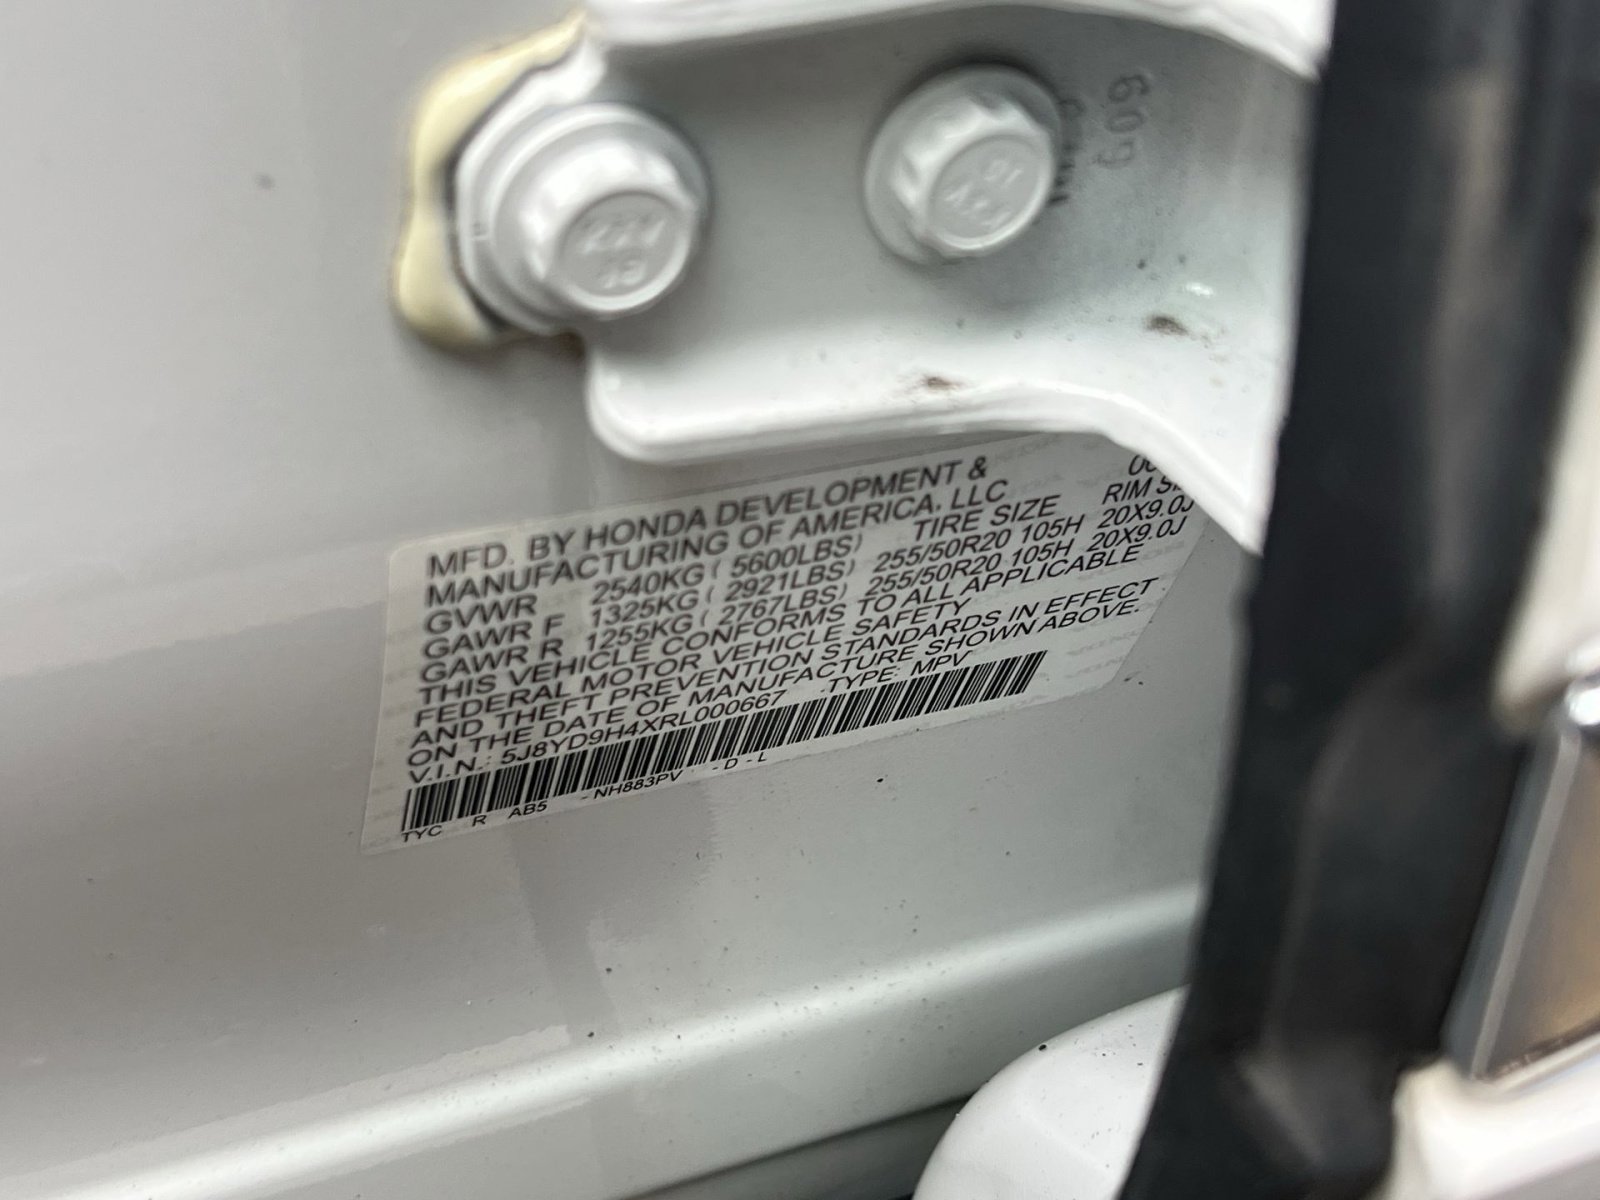 MFD. BY HONDA DEVELOPMENT &
MANUFACTURING OF AMERICA, LLC
GVWR 2540KG ( 5600LBS) TIRE SIZE RIM
GAWR F 1325KG ( 2921LBS) 255/50R20 105H 20X9.0J
GAWR R 1255KG ( 2767LBS) 255/50R20 105H 20X9.0J
THIS VEHICLE CONFORMS TO ALL APPLICABLE
FEDERAL MOTOR VEHICLE SAFETY
AND THEFT PREVENTION STANDARDS IN EFFECT
ON THE DATE OF MANUFACTURE SHOWN ABOVE.
V.I.N.: 5J8YD9H4XRL000667 TYPE: MPV
TYC R AB5 - NH883PV - D - L